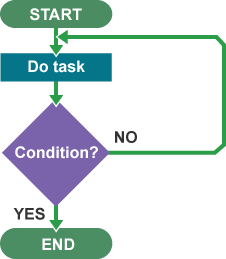 START
Do task
Condition?
NO
YES
END